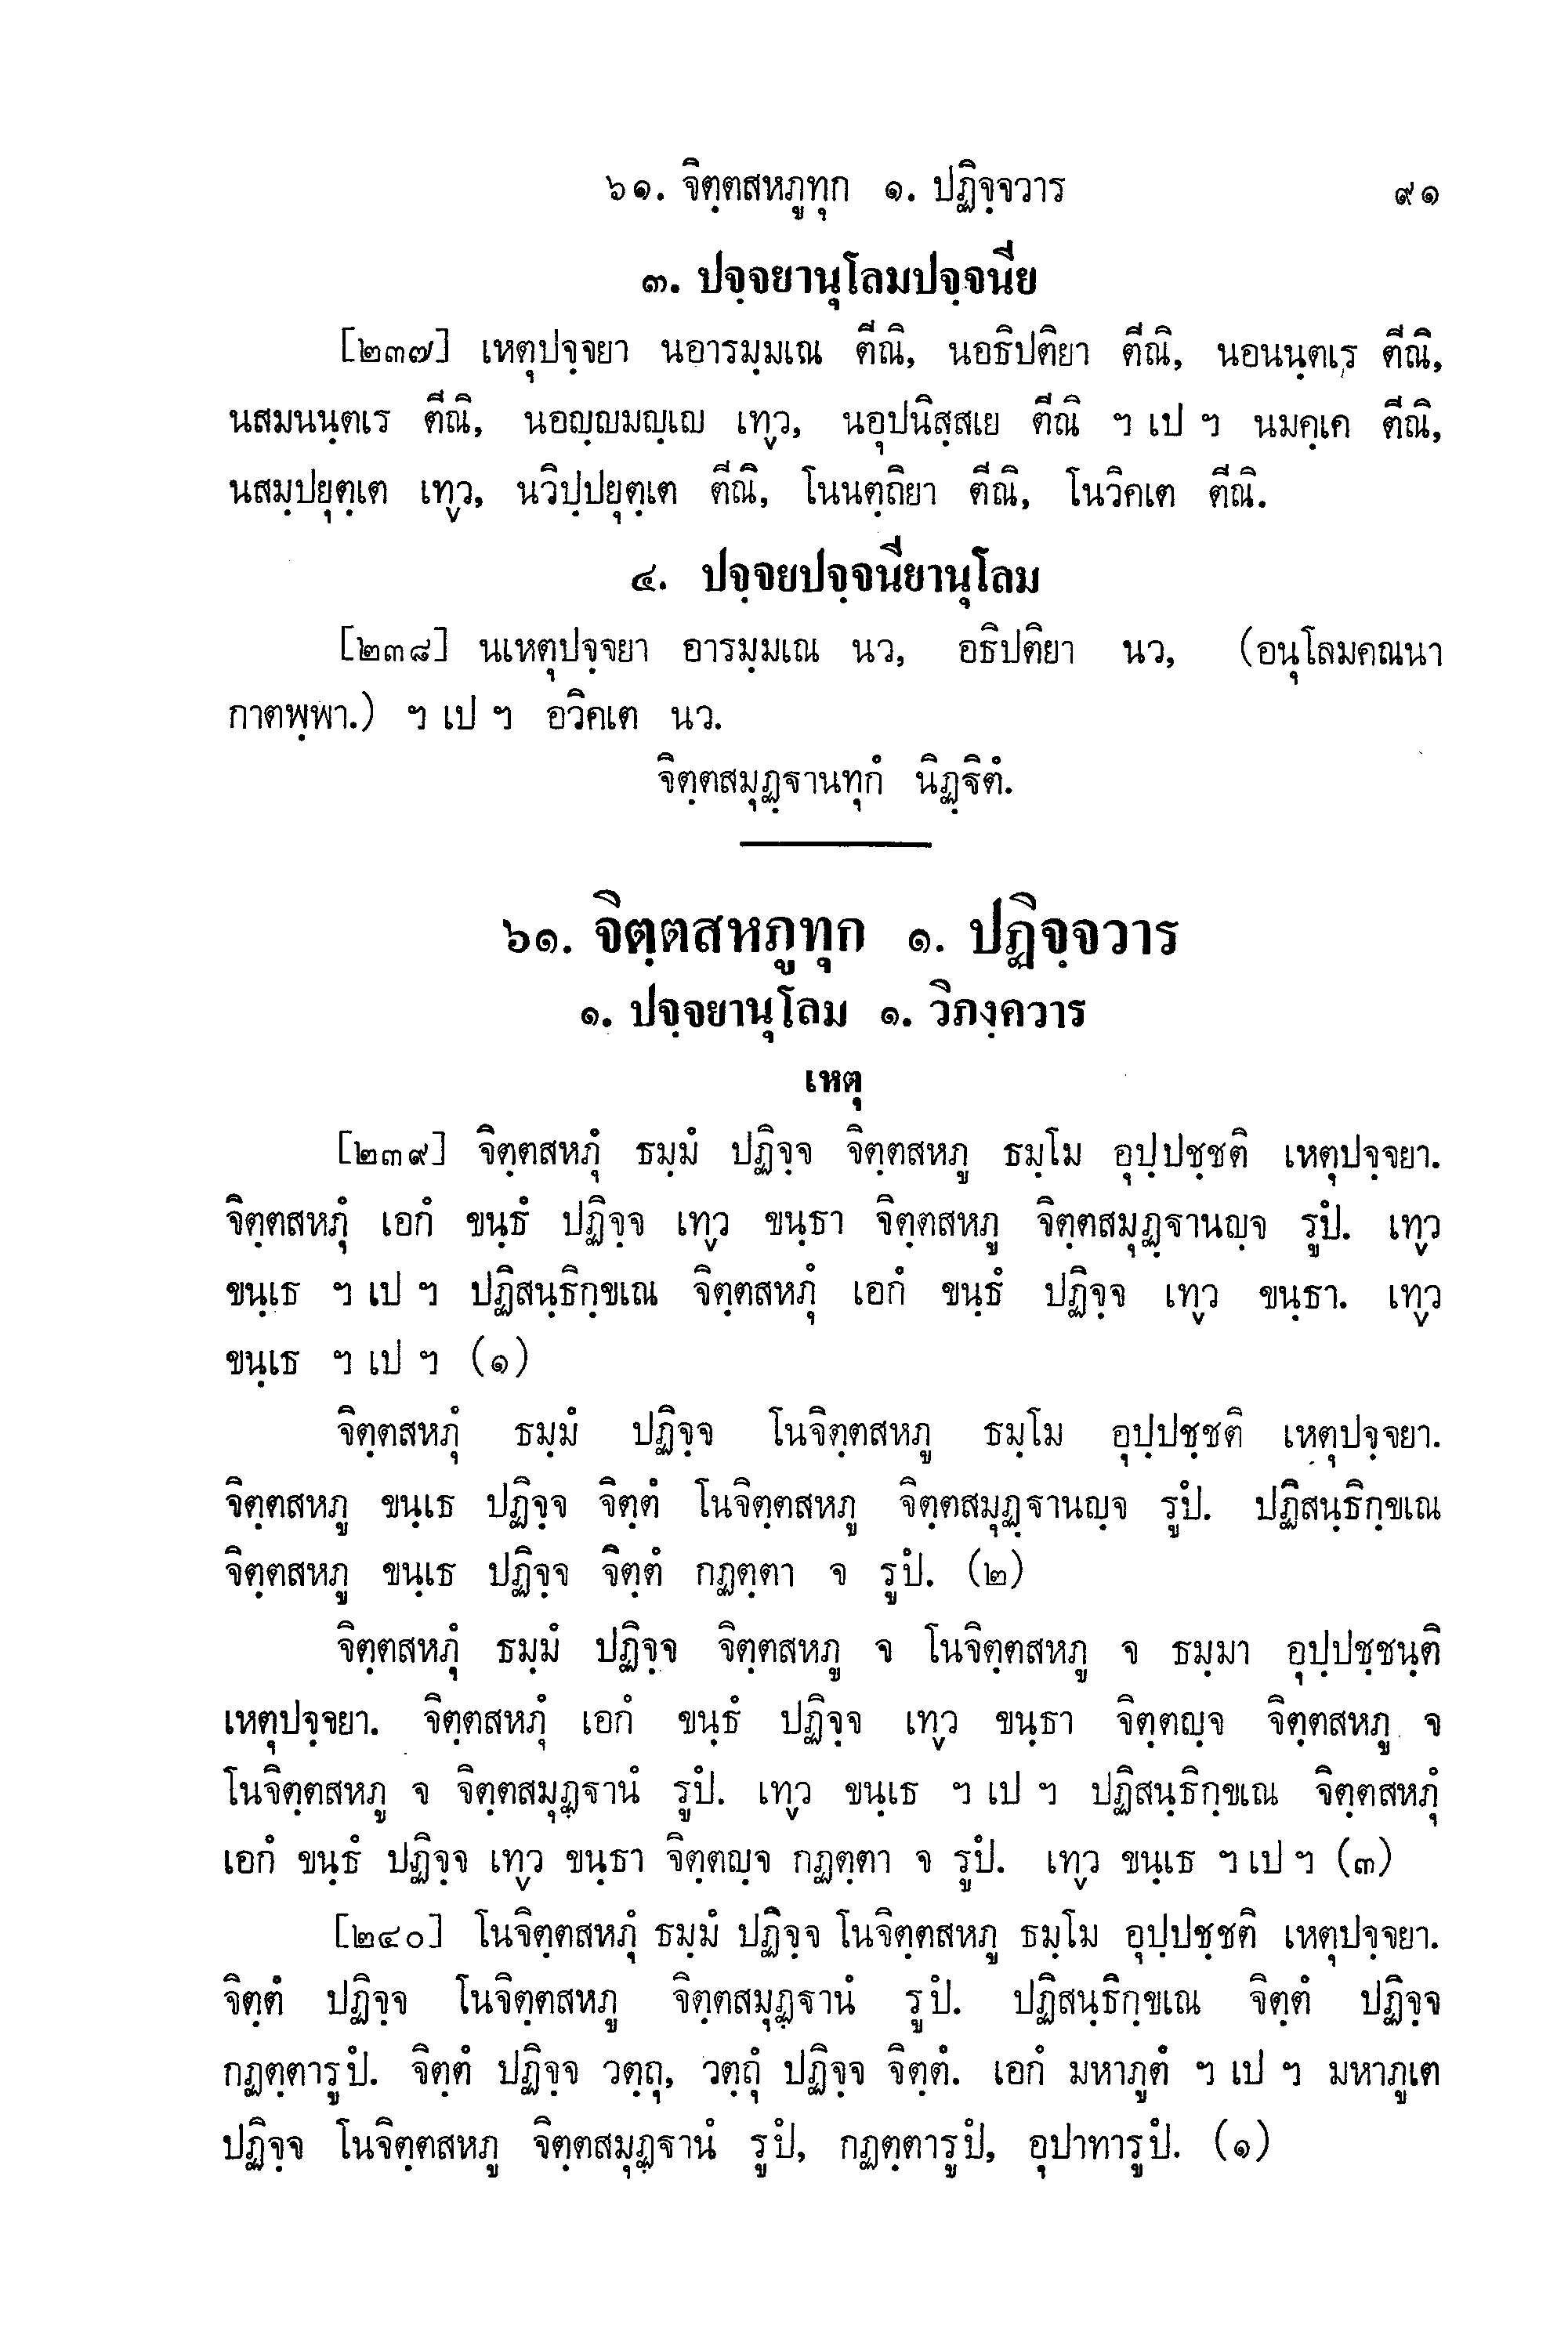 ๖๑. จิตฺตสหภูทุก ๑. ปฏิจฺจวาร ๙๑
๓. ปจฺจยานุโลมปจฺจนีย
[๒๓๗] เหตุปจฺจยา นอารมฺมเณ ตีณิ, นอธิปติยา ตีณิ, นอนนฺตเร ตีณิ,
นสมนนฺตเร ตีณิ, นอญฺญมญฺเญ เทฺว, นอุปนิสฺสเย ตีณิ ฯ เป ฯ นมคฺเค ตีณิ,
นสมฺปยุตฺเต เทฺว, นวิปฺปยุตฺเต ตีณิ, โนนตฺถิยา ตีณิ, โนวิคเต ตีณิ.
๔. ปจฺจยปจฺจนียานุโลม
[๒๓๘] นเหตุปจฺจยา อารมฺมเณ นว, อธิปติยา นว, (อนุโลมคณนา
กาตพฺพา.) ฯ เป ฯ อวิคเต นว.
จิตฺตสมุฏฺฐานทุกํ นิฏฺฐิตํ.
๖๑. จิตฺตสหภูทุก ๑. ปฏิจฺจวาร
๑. ปจฺจยานุโลม ๑. วิภงฺควาร
เหตุ
[๒๓๙] จิตฺตสหภุํ ธมฺมํ ปฏิจฺจ จิตฺตสหภู ธมฺโม อุปฺปชฺชติ เหตุปจฺจยา.
จิตฺตสหภุํ เอกํ ขนฺธํ ปฏิจฺจ เทฺว ขนฺธา จิตฺตสหภู จิตฺตสมุฏฺฐานญฺจ รูปํ. เทฺว
ขนฺเธ ฯ เป ฯ ปฏิสนฺธิกฺขเณ จิตฺตสหภุํ เอกํ ขนฺธํ ปฏิจฺจ เทฺว ขนฺธา. เทฺว
ขนฺเธ ฯ เป ฯ (๑)
จิตฺตสหภุํ ธมฺมํ ปฏิจฺจ โนจิตฺตสหภู ธมฺโม อุปฺปชฺชติ เหตุปจฺจยา.
จิตฺตสหภู ขนฺเธ ปฏิจฺจ จิตฺตํ โนจิตฺตสหภู จิตฺตสมุฏฺฐานญฺจ รูปํ. ปฏิสนฺธิกฺขเณ
จิตฺตสหภู ขนฺเธ ปฏิจฺจ จิตฺตํ กฏตฺตา จ รูปํ. (๒)
จิตฺตสหภุํ ธมฺมํ ปฏิจฺจ จิตฺตสหภู จ โนจิตฺตสหภู จ ธมฺมา อุปฺปชฺชนฺติ
เหตุปจฺจยา. จิตฺตสหภุํ เอกํ ขนฺธํ ปฏิจฺจ เทฺว ขนฺธา จิตฺตญฺจ จิตฺตสหภู จ
โนจิตฺตสหภู จ จิตฺตสมุฏฺฐานํ รูปํ. เทฺว ขนฺเธ ฯ เป ฯ ปฏิสนฺธิกฺขเณ จิตฺตสหภุํ
เอกํ ขนฺธํ ปฏิจฺจ เทฺว ขนฺธา จิตฺตญฺจ กฏตฺตา จ รูปํ. เทฺว ขนฺเธ ฯ เป ฯ (๓)
[๒๔๐] โนจิตฺตสหภุํ ธมฺมํ ปฏิจฺจ โนจิตฺตสหภู ธมฺโม อุปฺปชฺชติ เหตุปจฺจยา.
จิตฺตํ ปฏิจฺจ โนจิตฺตสหภู จิตฺตสมุฏฺฐานํ รูปํ. ปฏิสนฺธิกฺขเณ จิตฺตํ ปฏิจฺจ
กฏตฺตารูปํ. จิตฺตํ ปฏิจฺจ วตฺถุ, วตฺถุํ ปฏิจฺจ จิตฺตํ. เอกํ มหาภูตํ ฯ เป ฯ มหาภูเต
ปฏิจฺจ โนจิตฺตสหภู จิตฺตสมุฏฺฐานํ รูปํ, กฏตฺตารูปํ, อุปาทารูปํ. (๑)